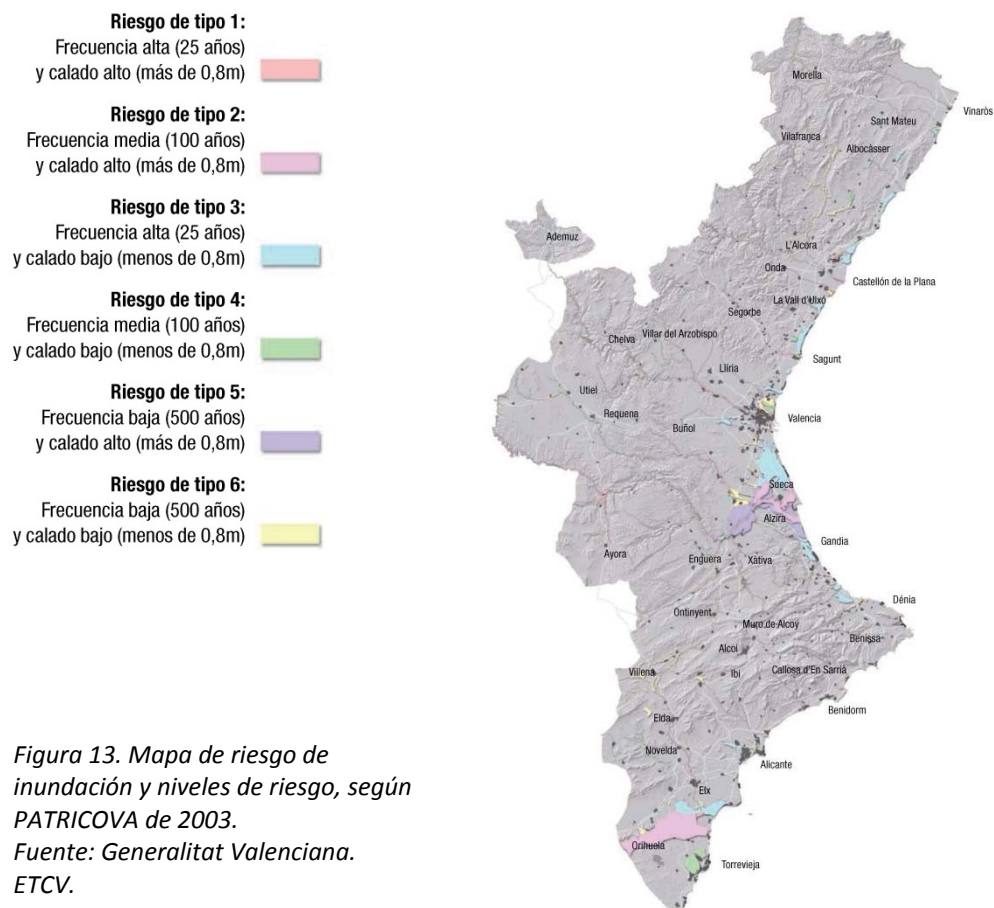 Riesgo de tipo 1:
Frecuencia alta (25 años)
y calado alto (más de 0,8m)
Riesgo de tipo 2:
Frecuencia media (100 años)
y calado alto (más de 0,8m)
Riesgo de tipo 3:
Frecuencia alta (25 años)
y calado bajo (menos de 0,8m)
Riesgo de tipo 4:
Frecuencia media (100 años)
y calado bajo (menos de 0,8m)
Riesgo de tipo 5:
Frecuencia baja (500 años)
y calado alto (más de 0,8m)
Riesgo de tipo 6:
Frecuencia baja (500 años)
y calado bajo (menos de 0,8m)
Figura 13. Mapa de riesgo de
inundación y niveles de riesgo, según
PATRICOVA de 2003.
Fuente: Generalitat Valenciana.
ETCV.
Morella
Vinaròs
Sant Mateu
Vilafranca
Albocàsser
Ademuz
L'Alcora
Onda
Castellón de la Plana
La Vall d'Uixó
Segorbe
Villar del Arzobispo
Chelva
Sagunt
Llíria
Utiel
Requena
Valencia
Buñol
Sueca
Alzira
Gandia
Ayora
Enguera
Xàtiva
Dénia
Ontinyent
Muro de Alcoy
Benissa
Alcoi
Callosa d'En Sarrià
Villena
Ibi
Benidorm
Elda
Novelda
Alicante
Elx
Orihuela
Torrevieja